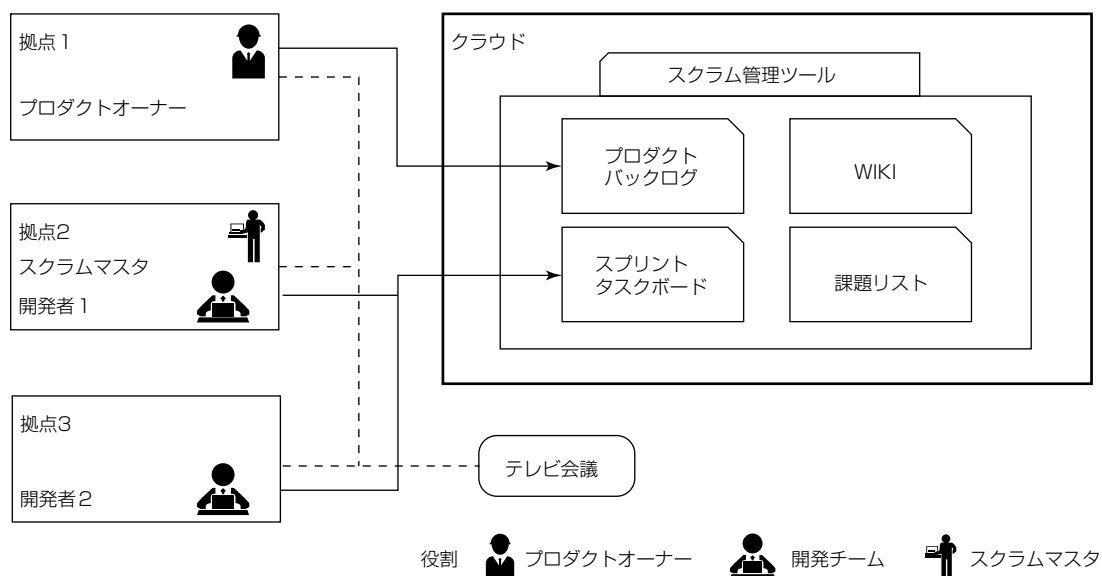 拠点１
プロダクトオーナー
拠点2
スクラムマスタ
開発者１
拠点3
開発者２
クラウド
スクラム管理ツール
プロダクト
バックログ
WIKI
スプリント
タスクボード
課題リスト
テレビ会議
役割
プロダクトオーナー
開発チーム
スクラムマスタ